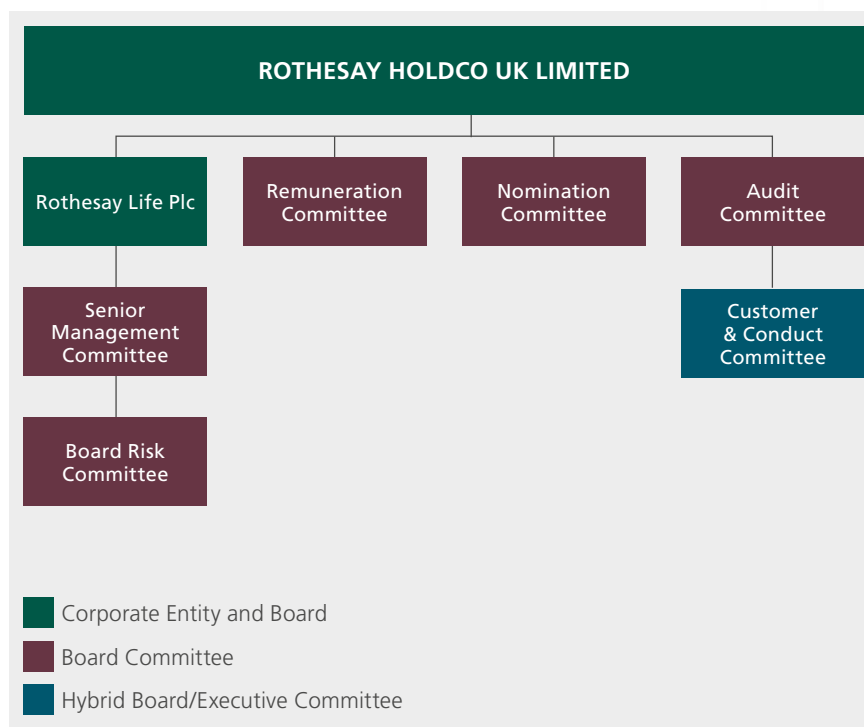 ROTHESAY HOLDCO UK LIMITED
Rothesay Life Plc
Remuneration
Committee
Nomination
Committee
Audit
Committee
Senior
Management
Committee
Customer
& Conduct
Committee
Board Risk
Committee
Corporate Entity and Board
Board Committee
Hybrid Board/Executive Committee